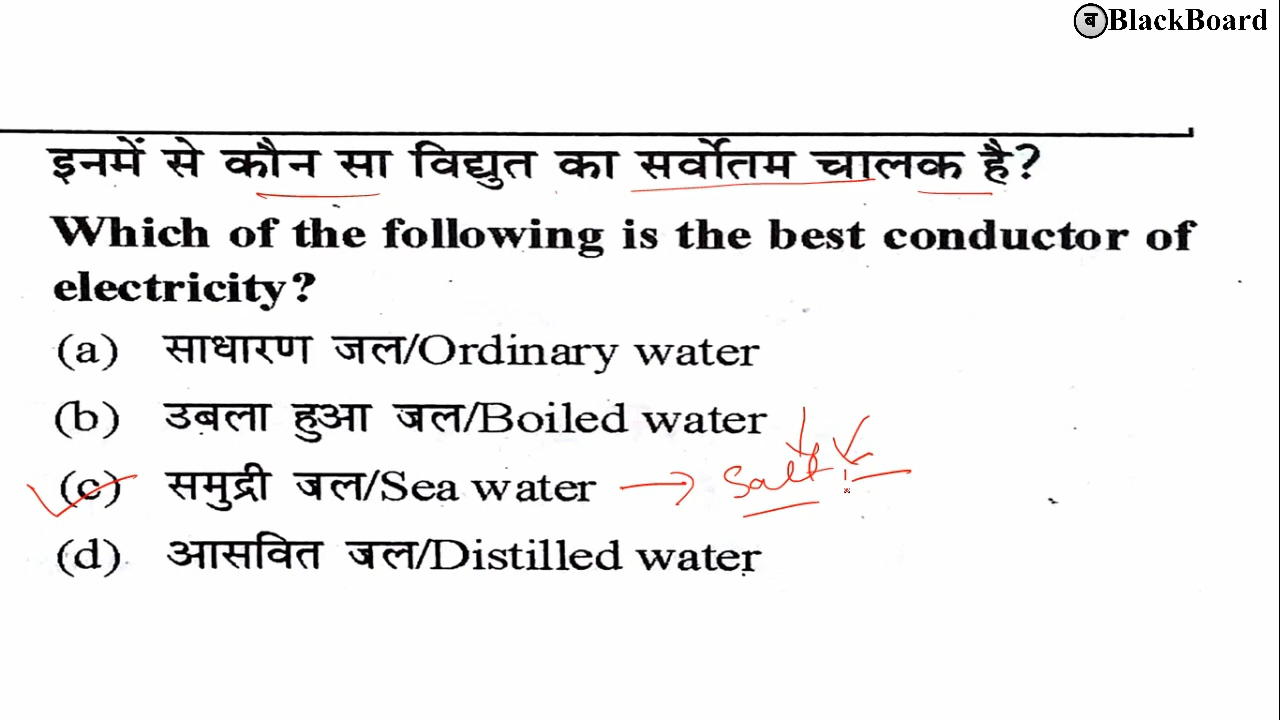 बBlackBoard
इनमें से कौन सा विद्युत का सर्वोतम चालक है?
Which of the following is the best conductor of
electricity?
(a) साधारण जल/Ordinary water
(b) उबला हुआ जल/Boiled water
(c) समुद्री जल/Sea water → Salt
(d) आसवित जल/Distilled water